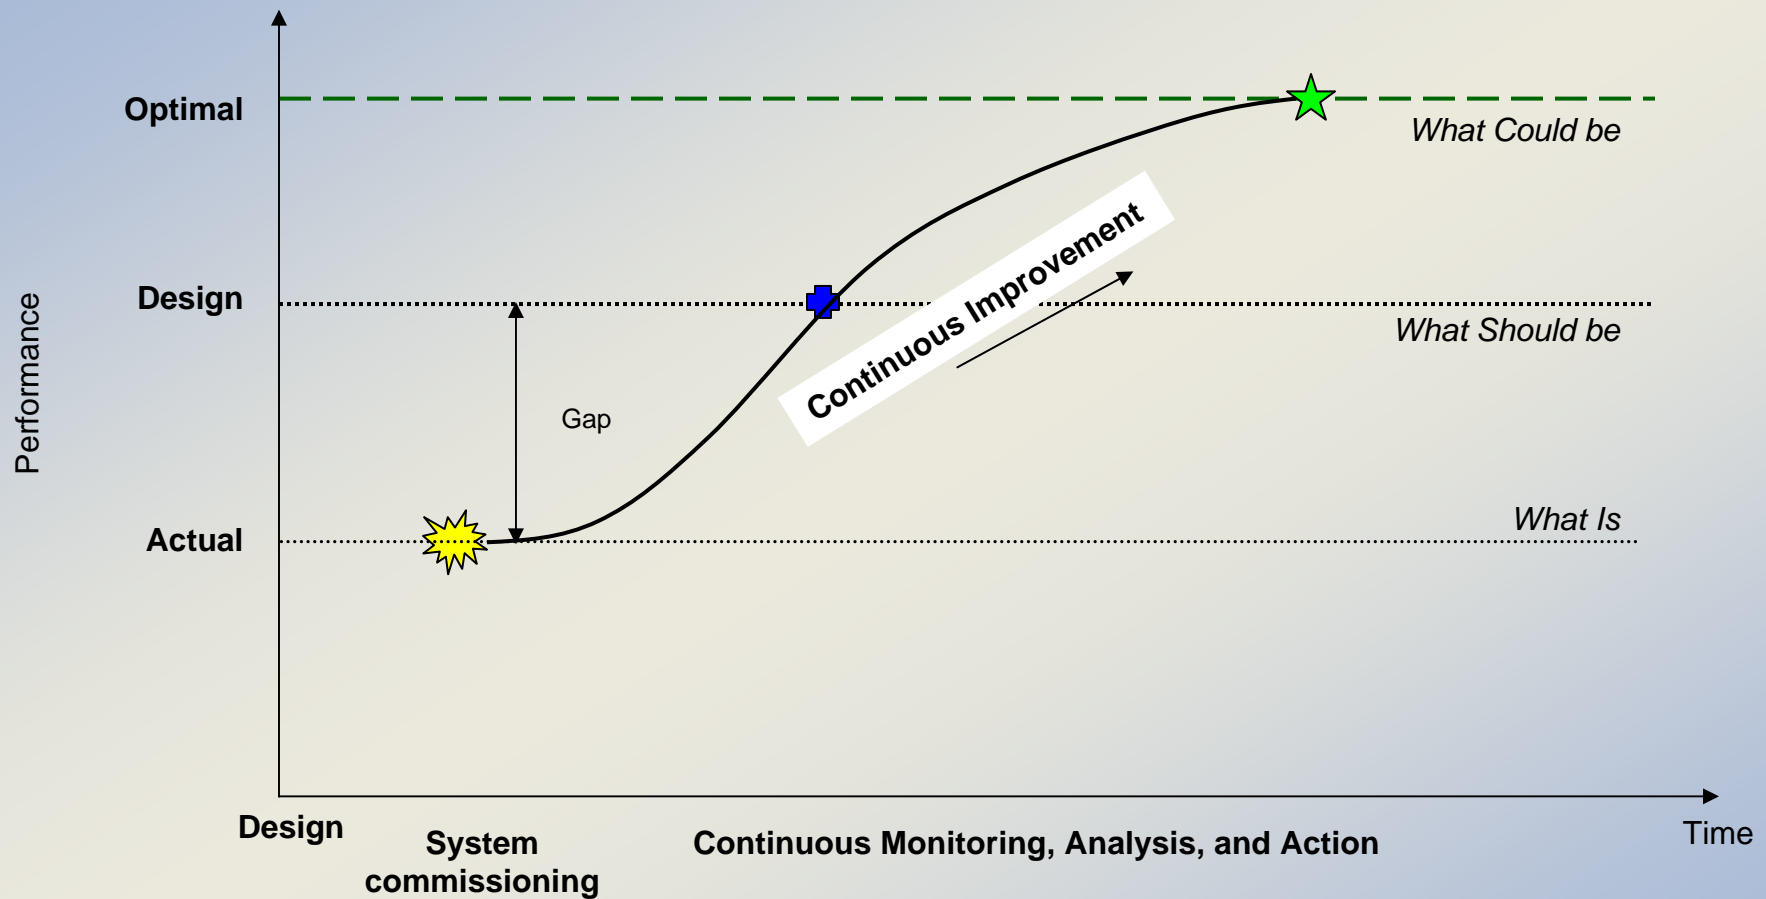 Optimal
What Could be
Continuous Improvement
Design
What Should be
Performance
Gap
Actual
What Is
Design
System
commissioning
Continuous Monitoring, Analysis, and Action
Time